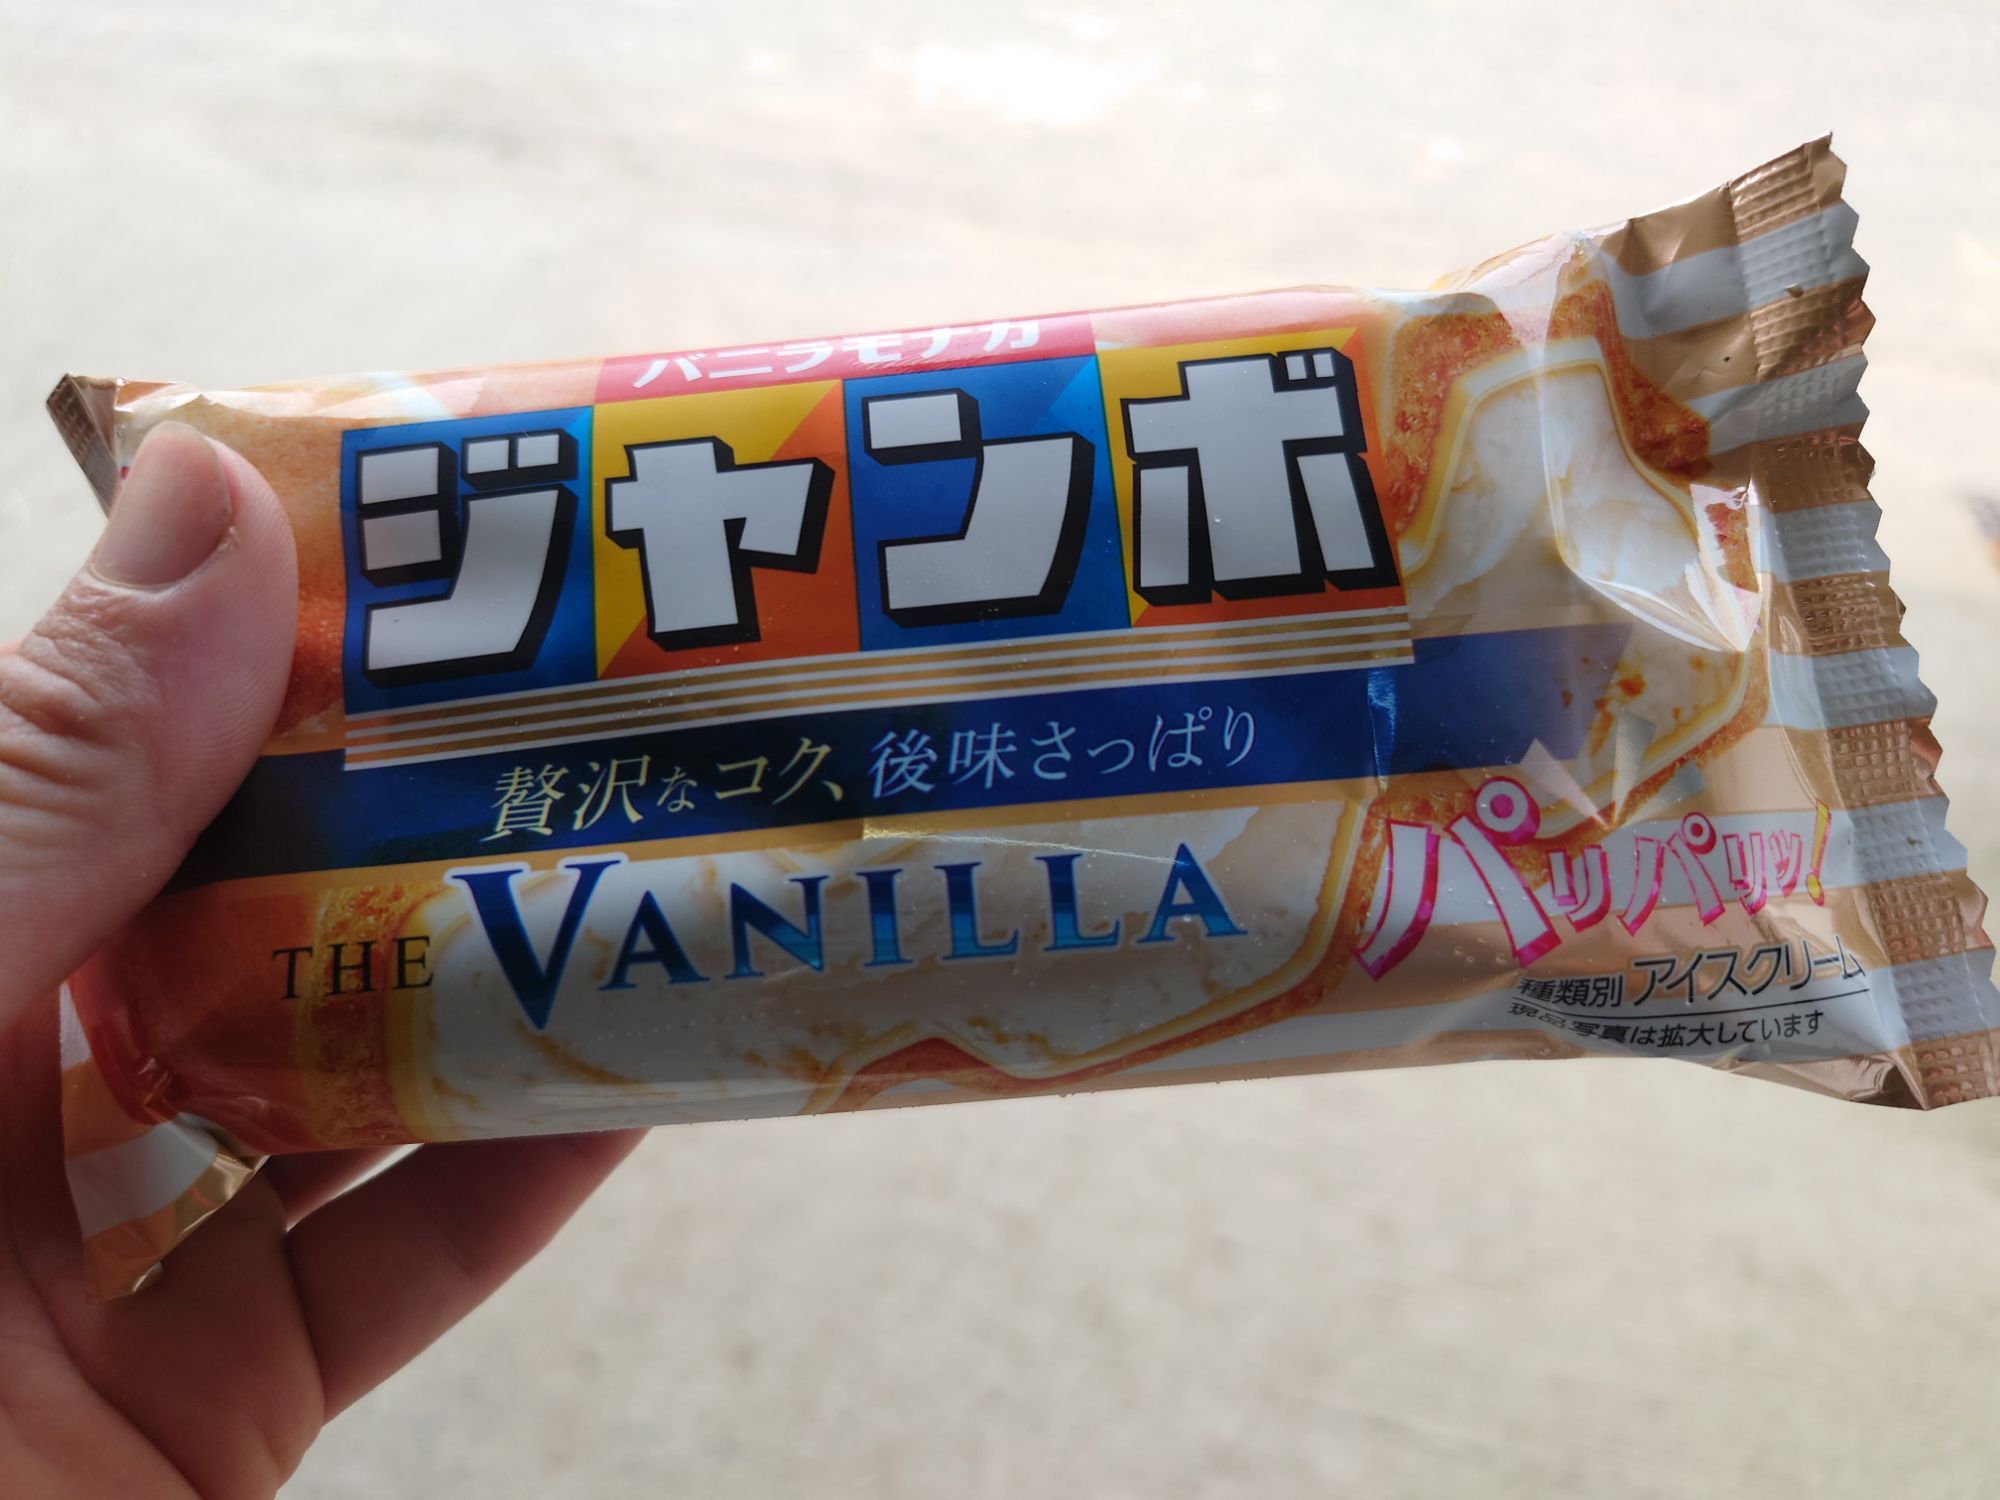 バニラモナカ
ジャンボ
贅沢なコク、後味さっぱり
THE VANILLA
パリパリッ!
種類別 アイスクリーム
現品写真は拡大しています